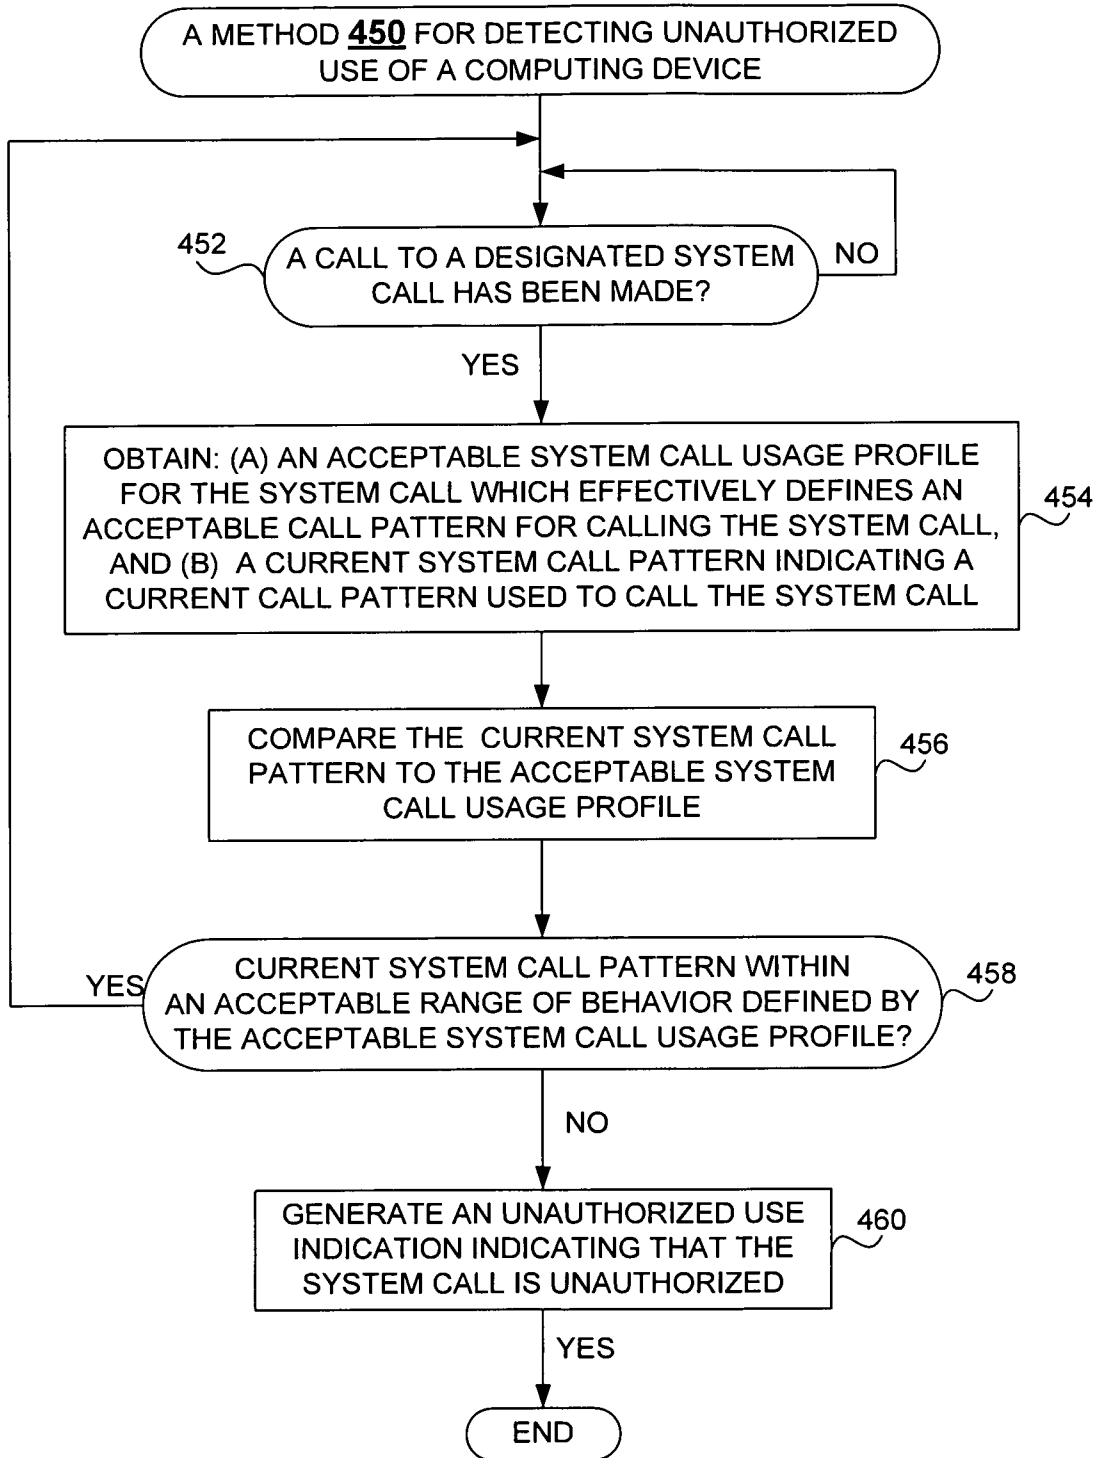 A METHOD 450 FOR DETECTING UNAUTHORIZED
USE OF A COMPUTING DEVICE
452
A CALL TO A DESIGNATED SYSTEM
CALL HAS BEEN MADE?
NO
YES
OBTAIN: (A) AN ACCEPTABLE SYSTEM CALL USAGE PROFILE
FOR THE SYSTEM CALL WHICH EFFECTIVELY DEFINES AN
ACCEPTABLE CALL PATTERN FOR CALLING THE SYSTEM CALL,
AND (B) A CURRENT SYSTEM CALL PATTERN INDICATING A
CURRENT CALL PATTERN USED TO CALL THE SYSTEM CALL
454
COMPARE THE CURRENT SYSTEM CALL
PATTERN TO THE ACCEPTABLE SYSTEM
CALL USAGE PROFILE
456
YES
CURRENT SYSTEM CALL PATTERN WITHIN
AN ACCEPTABLE RANGE OF BEHAVIOR DEFINED BY
THE ACCEPTABLE SYSTEM CALL USAGE PROFILE?
458
NO
GENERATE AN UNAUTHORIZED USE
INDICATION INDICATING THAT THE
SYSTEM CALL IS UNAUTHORIZED
460
YES
END